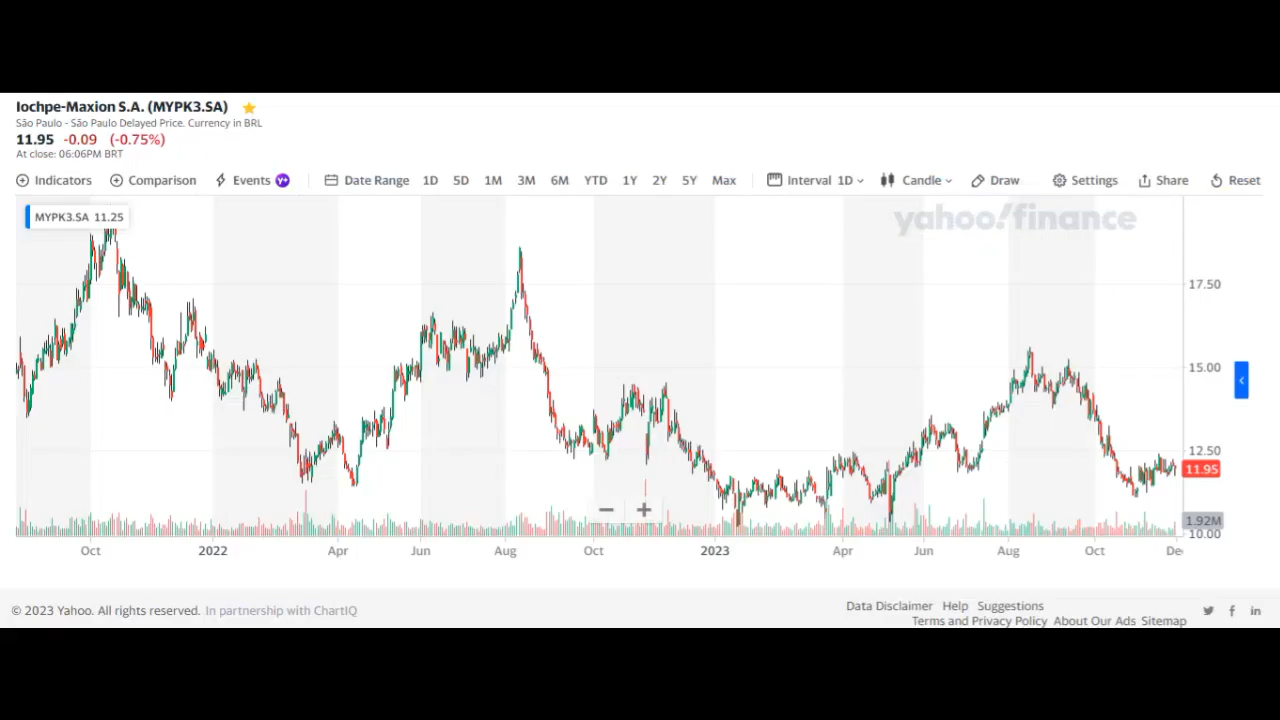 Iochpe-Maxion S.A. (MYPK3.SA)
São Paulo - São Paulo Delayed Price. Currency in BRL
11.95 -0.09 (-0.75%)
At close: 06:06PM BRT
Indicators Comparison Events Y+ Date Range 1D 5D 1M 3M 6M YTD 1Y 2Y 5Y Max Interval 1D Candle Draw Settings Share Reset
MYPK3.SA 11.25
yahoo!finance
17.50
15.00
12.50
11.95
1.92M
10.00
Oct 2022 Apr Jun Aug Oct 2023 Apr Jun Aug Oct De
© 2023 Yahoo. All rights reserved. In partnership with ChartIQ
Data Disclaimer Help Suggestions
Terms and Privacy Policy About Our Ads Sitemap